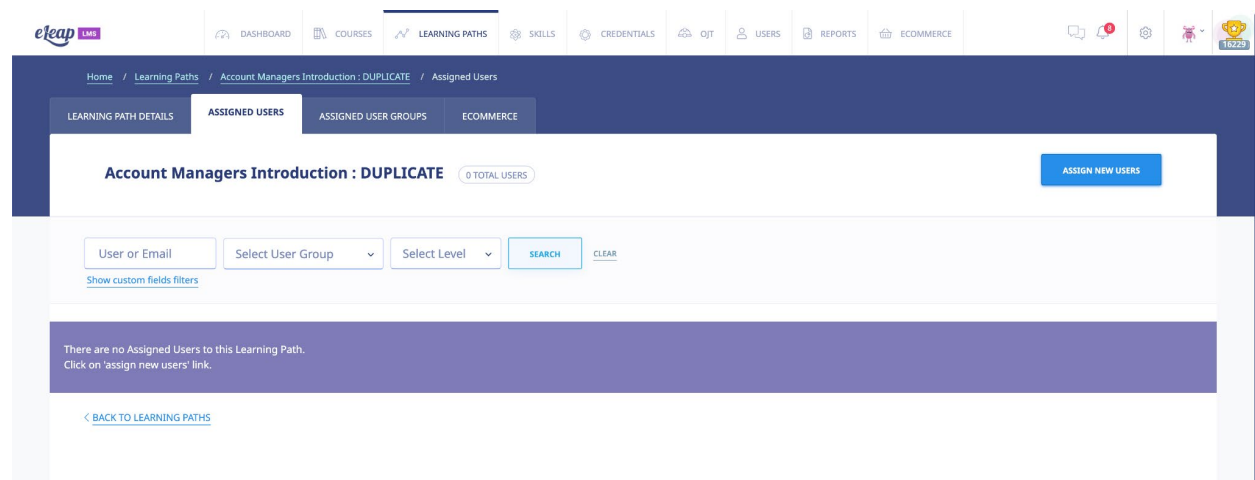 eleap LMS
DASHBOARD COURSES LEARNING PATHS SKILLS CREDENTIALS OJT USERS REPORTS ECOMMERCE 8 16229
Home / Learning Paths / Account Managers Introduction : DUPLICATE / Assigned Users
LEARNING PATH DETAILS ASSIGNED USERS ASSIGNED USER GROUPS ECOMMERCE
Account Managers Introduction : DUPLICATE 0 TOTAL USERS ASSIGN NEW USERS
User or Email Select User Group Select Level SEARCH CLEAR
Show custom fields filters
There are no Assigned Users to this Learning Path.
Click on 'assign new users' link.
< BACK TO LEARNING PATHS